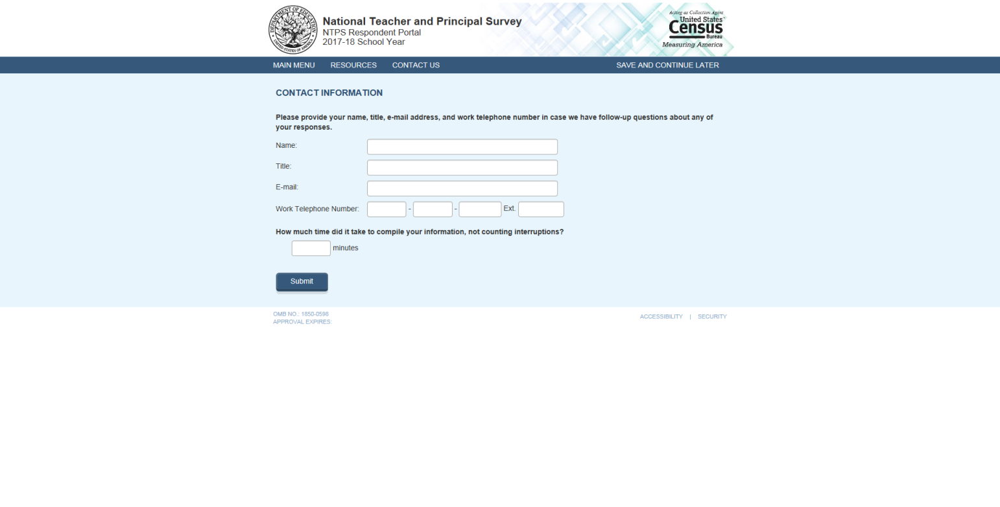 DEPARTMENT OF EDUCATION
UNITED STATES OF AMERICA
National Teacher and Principal Survey
NTPS Respondent Portal
2017-18 School Year
Acting as Collection Agent
United States™
Census
Bureau
Measuring America
MAIN MENU RESOURCES CONTACT US SAVE AND CONTINUE LATER
CONTACT INFORMATION
Please provide your name, title, e-mail address, and work telephone number in case we have follow-up questions about any of
your responses.
Name:
Title:
E-mail:
Work Telephone Number: - - Ext.
How much time did it take to compile your information, not counting interruptions?
minutes
Submit
OMB NO.: 1850-0598
APPROVAL EXPIRES:
ACCESSIBILITY | SECURITY